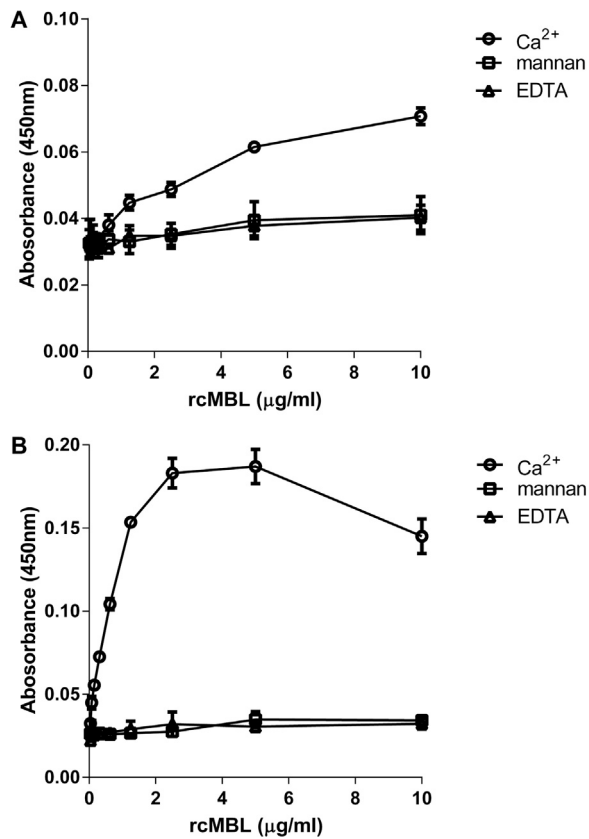 A
0.10
0.08
0.06
0.04
0.02
0.00
Abosorbance (450nm)
0 2 4 6 8 10
rcMBL (μg/ml)
Ca2+
mannan
EDTA
B
0.20
0.15
0.10
0.05
0.00
Abosorbance (450nm)
0 2 4 6 8 10
rcMBL (μg/ml)
Ca2+
mannan
EDTA